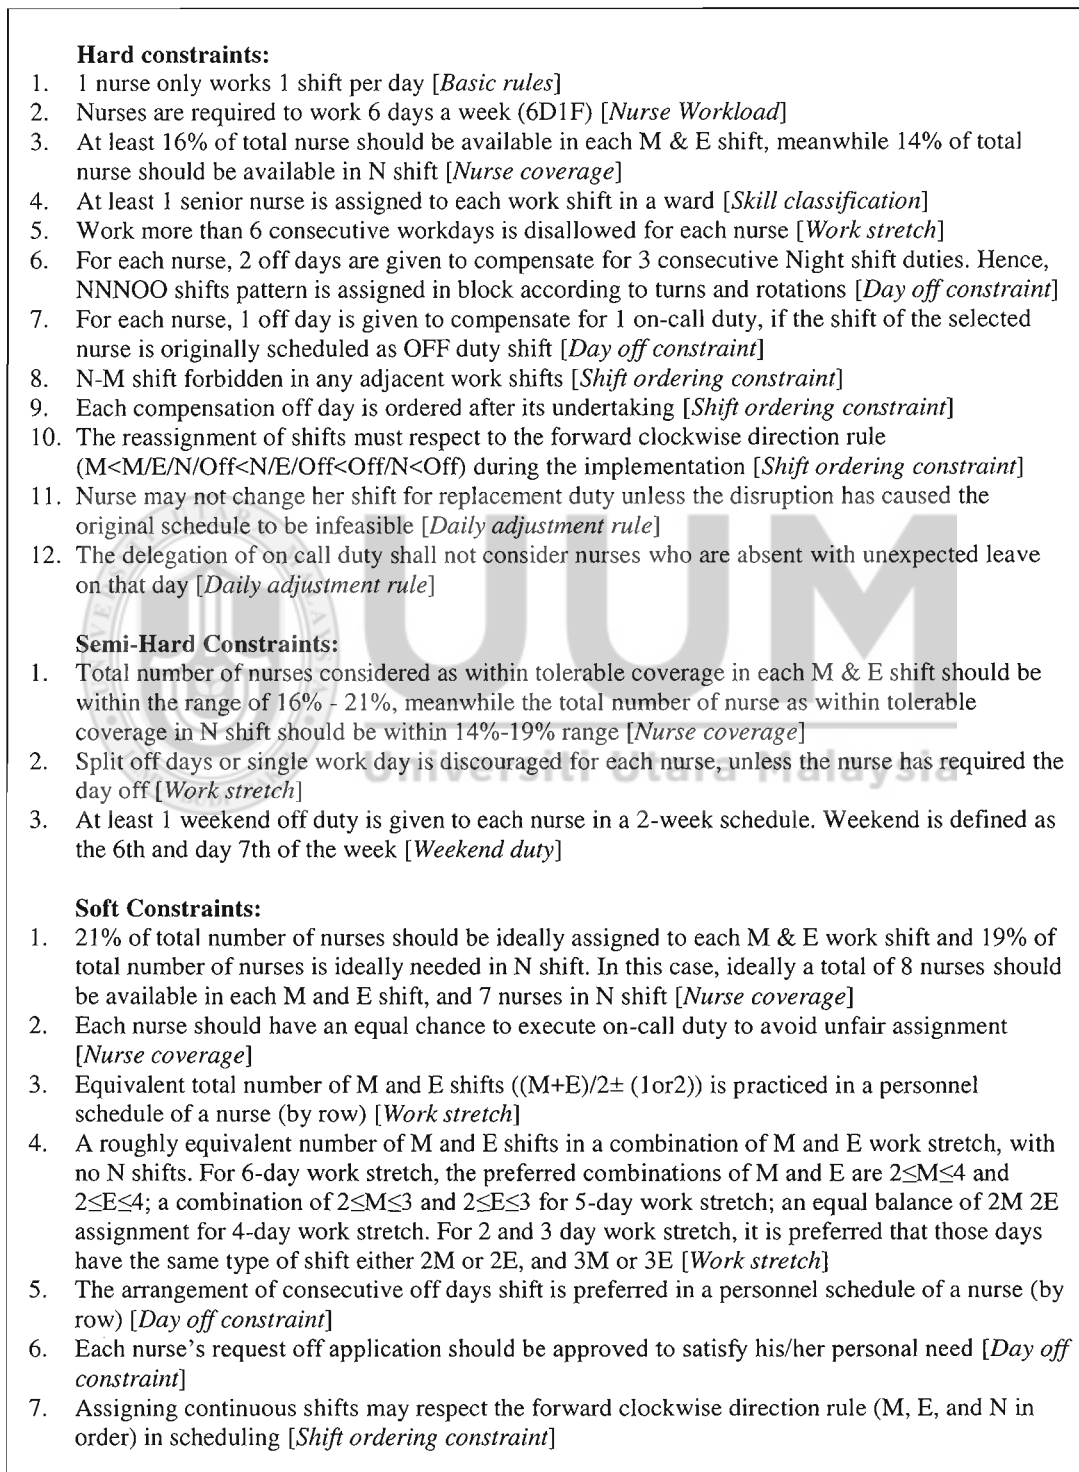 Hard constraints:
1. 1 nurse only works 1 shift per day [Basic rules]
2. Nurses are required to work 6 days a week (6D1F) [Nurse Workload]
3. At least 16% of total nurse should be available in each M & E shift, meanwhile 14% of total
nurse should be available in N shift [Nurse coverage]
4. At least 1 senior nurse is assigned to each work shift in a ward [Skill classification]
5. Work more than 6 consecutive workdays is disallowed for each nurse [Work stretch]
6. For each nurse, 2 off days are given to compensate for 3 consecutive Night shift duties. Hence,
NNNOO shifts pattern is assigned in block according to turns and rotations [Day off constraint]
7. For each nurse, 1 off day is given to compensate for 1 on-call duty, if the shift of the selected
nurse is originally scheduled as OFF duty shift [Day off constraint]
8. N-M shift forbidden in any adjacent work shifts [Shift ordering constraint]
9. Each compensation off day is ordered after its undertaking [Shift ordering constraint]
10. The reassignment of shifts must respect to the forward clockwise direction rule
(M<M/E/N/Off<N/E/Off<Off/N<Off) during the implementation [Shift ordering constraint]
11. Nurse may not change her shift for replacement duty unless the disruption has caused the
original schedule to be infeasible [Daily adjustment rule]
12. The delegation of on call duty shall not consider nurses who are absent with unexpected leave
on that day [Daily adjustment rule]
UUM
Semi-Hard Constraints:
1. Total number of nurses considered as within tolerable coverage in each M & E shift should be
within the range of 16% - 21%, meanwhile the total number of nurse as within tolerable
coverage in N shift should be within 14%-19% range [Nurse coverage]
Universiti Utara Malaysia
2. Split off days or single work day is discouraged for each nurse, unless the nurse has required the
day off [Work stretch]
3. At least 1 weekend off duty is given to each nurse in a 2-week schedule. Weekend is defined as
the 6th and day 7th of the week [Weekend duty]
Soft Constraints:
1. 21% of total number of nurses should be ideally assigned to each M & E work shift and 19% of
total number of nurses is ideally needed in N shift. In this case, ideally a total of 8 nurses should
be available in each M and E shift, and 7 nurses in N shift [Nurse coverage]
2. Each nurse should have an equal chance to execute on-call duty to avoid unfair assignment
[Nurse coverage]
3. Equivalent total number of M and E shifts ((M+E)/2± (1or2)) is practiced in a personnel
schedule of a nurse (by row) [Work stretch]
4. A roughly equivalent number of M and E shifts in a combination of M and E work stretch, with
no N shifts. For 6-day work stretch, the preferred combinations of M and E are 2≤M≤4 and
2≤E≤4; a combination of 2≤M≤3 and 2≤E≤3 for 5-day work stretch; an equal balance of 2M 2E
assignment for 4-day work stretch. For 2 and 3 day work stretch, it is preferred that those days
have the same type of shift either 2M or 2E, and 3M or 3E [Work stretch]
5. The arrangement of consecutive off days shift is preferred in a personnel schedule of a nurse (by
row) [Day off constraint]
6. Each nurse's request off application should be approved to satisfy his/her personal need [Day off
constraint]
7. Assigning continuous shifts may respect the forward clockwise direction rule (M, E, and N in
order) in scheduling [Shift ordering constraint]